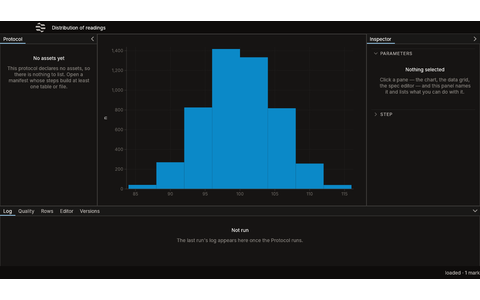 Distribution of readings
Protocol
No assets yet
This protocol declares no assets, so
there is nothing to list. Open a
manifest whose steps build at least
one table or file.
1,400
1,200
1,000
800
600
400
200
0
85
90
95
100
105
110
115
Inspector
PARAMETERS
Nothing selected
Click a pane — the chart, the data grid,
the spec editor — and this panel names
it and lists what you can do with it.
STEP
Log Quality Rows Editor Versions
Not run
The last run's log appears here once the Protocol runs.
loaded · 1 mark